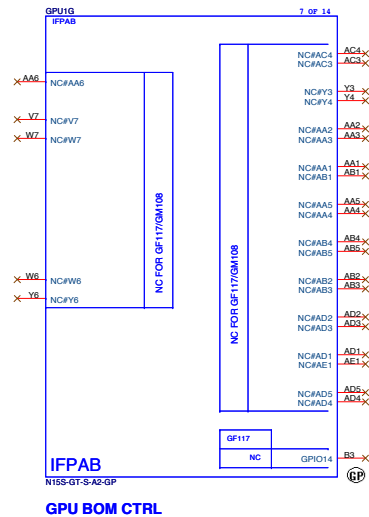 GPU1G 7 OF 14
IFPAB
AC4
NC#AC4
AC3
NC#AC3
AA6
NC#AA6
Y3
NC#Y3
Y4
NC#Y4
V7
NC#V7
W7
NC#W7
AA2
NC#AA2
AA3
NC#AA3
AA1
NC#AA1
AB1
NC#AB1
AA5
NC#AA5
AA4
NC#AA4
NC FOR GF117/GM108
NC FOR GF117/GM108
AB4
NC#AB4
AB5
NC#AB5
W6
NC#W6
Y6
NC#Y6
AB2
NC#AB2
AB3
NC#AB3
AD2
NC#AD2
AD3
NC#AD3
AD1
NC#AD1
AE1
NC#AE1
AD5
NC#AD5
AD4
NC#AD4
GF117
NC
GPIO14
B3
IFPAB
GP
N15S-GT-S-A2-GP
GPU BOM CTRL